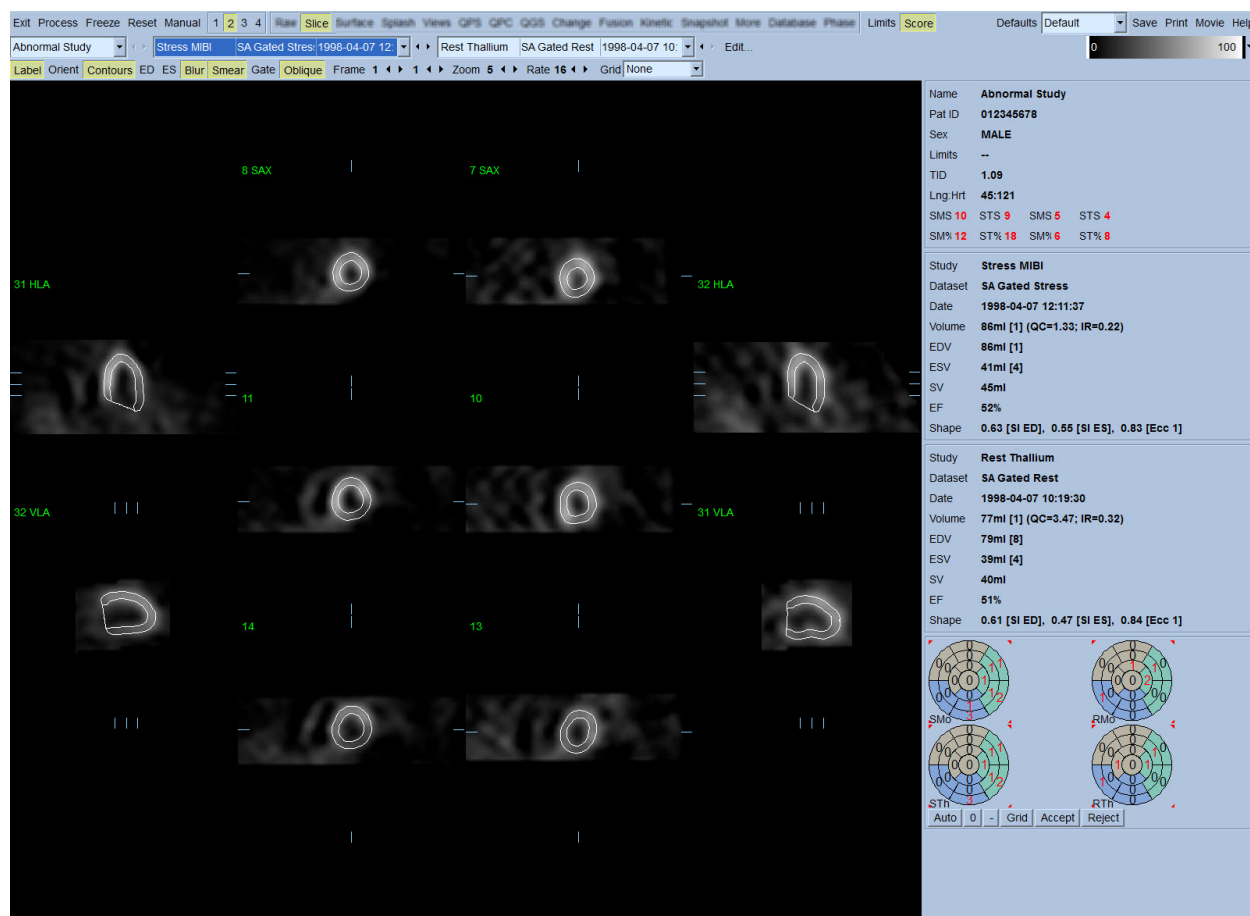 Exit Process Freeze Reset Manual 1 2 3 4 Raw Slice Surface Splash Views QPS QPC QGS Change Fusion Kinetic Snapshot More Database Phase Limits Score Defaults Default Save Print Movie Help
Abnormal Study Stress MIBI SA Gated Stres: 1998-04-07 12: Rest Thallium SA Gated Rest 1998-04-07 10: Edit...
0 100
Label Orient Contours ED ES Blur Smear Gate Oblique Frame 1 1 Zoom 5 Rate 16 Grid None
8 SAX 7 SAX
31 HLA 32 HLA
11 10
32 VLA 31 VLA
14 13
Name Abnormal Study
Pat ID 012345678
Sex MALE
Limits --
TID 1.09
Lng:Hrt 45:121
SMS 10 STS 9 SMS 5 STS 4
SM% 12 ST% 18 SM% 6 ST% 8
Study Stress MIBI
Dataset SA Gated Stress
Date 1998-04-07 12:11:37
Volume 86ml [1] (QC=1.33; IR=0.22)
EDV 86ml [1]
ESV 41ml [4]
SV 45ml
EF 52%
Shape 0.63 [SI ED], 0.55 [SI ES], 0.83 [Ecc 1]
Study Rest Thallium
Dataset SA Gated Rest
Date 1998-04-07 10:19:30
Volume 77ml [1] (QC=3.47; IR=0.32)
EDV 79ml [8]
ESV 39ml [4]
SV 40ml
EF 51%
Shape 0.61 [SI ED], 0.47 [SI ES], 0.84 [Ecc 1]
SMo RMo
STh RTh
Auto 0 - Grid Accept Reject